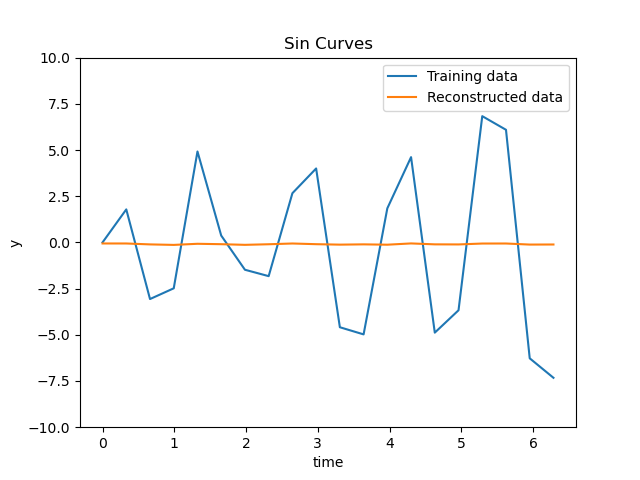 Sin Curves
Training data
Reconstructed data
10.0
7.5
5.0
2.5
0.0
−2.5
−5.0
−7.5
−10.0
y
0 1 2 3 4 5 6
time